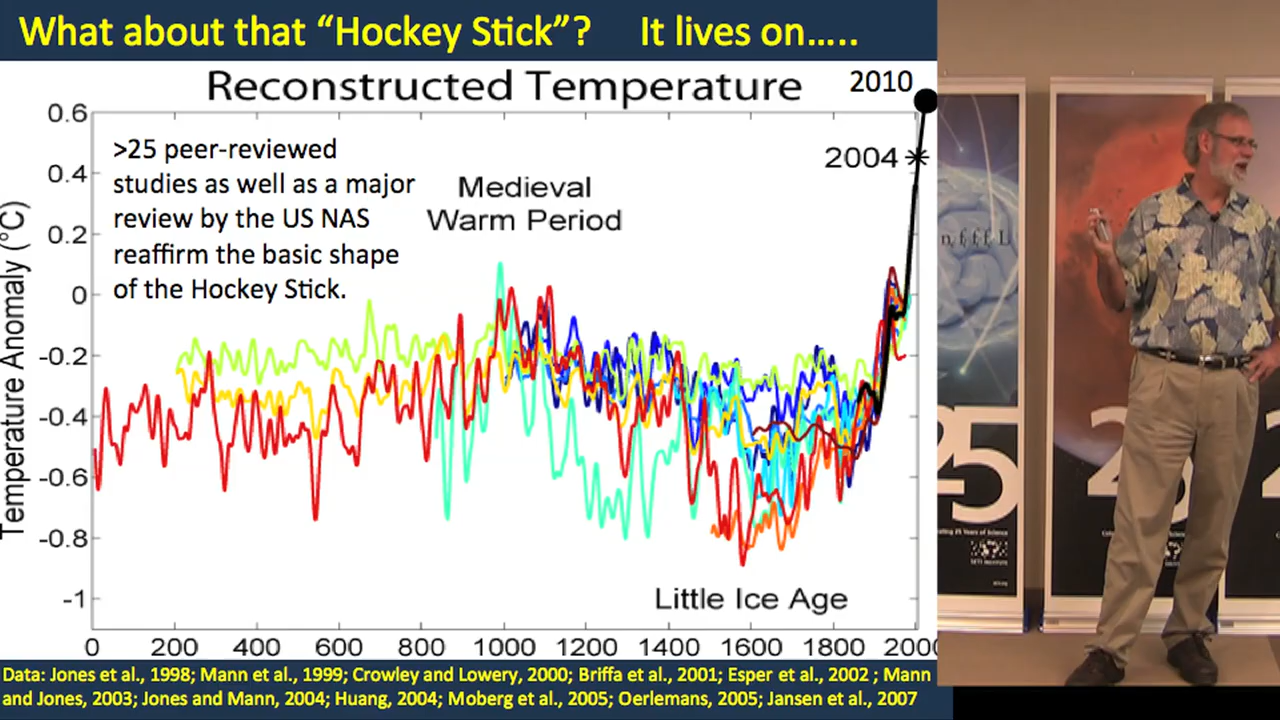 What about that “Hockey Stick”? It lives on.....
Reconstructed Temperature
2010
0.6
>25 peer-reviewed
studies as well as a major
review by the US NAS
reaffirm the basic shape
of the Hockey Stick.
Medieval
Warm Period
2004
0.4
0.2
0
-0.2
-0.4
-0.6
-0.8
-1
Temperature Anomaly (°C)
Little Ice Age
0 200 400 600 800 1000 1200 1400 1600 1800 2000
Data: Jones et al., 1998; Mann et al., 1999; Crowley and Lowery, 2000; Briffa et al., 2001; Esper et al., 2002 ; Mann
and Jones, 2003; Jones and Mann, 2004; Huang, 2004; Moberg et al., 2005; Oerlemans, 2005; Jansen et al., 2007
25
2
SETI INSTITUTE